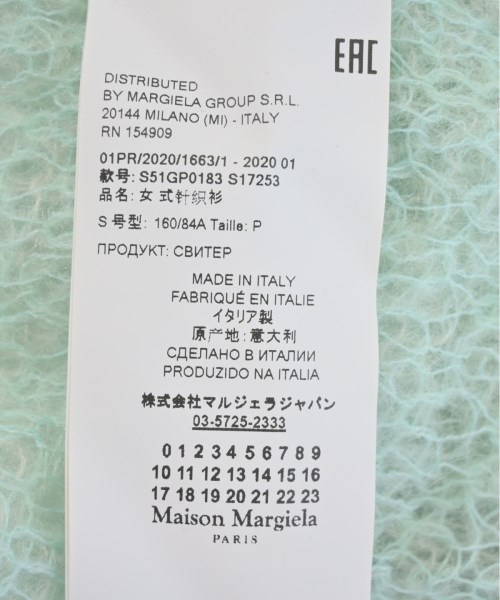 EAC
DISTRIBUTED
BY MARGIELA GROUP S.R.L.
20144 MILANO (MI) - ITALY
RN 154909
01PR/2020/1663/1 - 2020 01
款号: S51GP0183 S17253
品名: 女式针织衫
S 号型: 160/84A Taille: P
ПРОДУКТ: СВИТЕР
MADE IN ITALY
FABRIQUÉ EN ITALIE
イタリア製
原产地: 意大利
СДЕЛАНО В ИТАЛИИ
PRODUZIDO NA ITALIA
株式会社マルジェラジャパン
03-5725-2333
0 1 2 3 4 5 6 7 8 9
10 11 12 13 14 15 16
17 18 19 20 21 22 23
Maison Margiela
PARIS